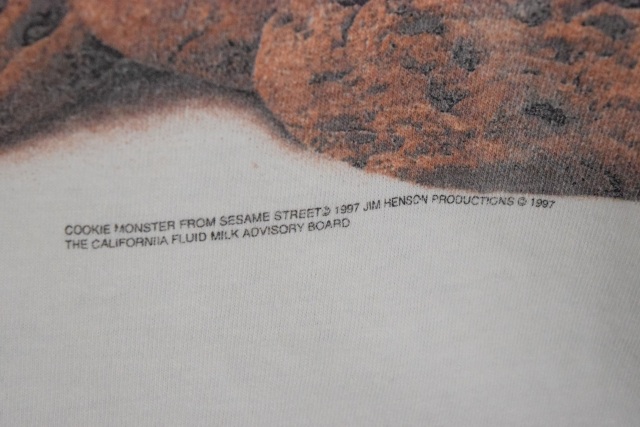 COOKIE MONSTER FROM SESAME STREET© 1997 JIM HENSON PRODUCTIONS © 1997
THE CALIFORNIIA FLUID MILK ADVISORY BOARD